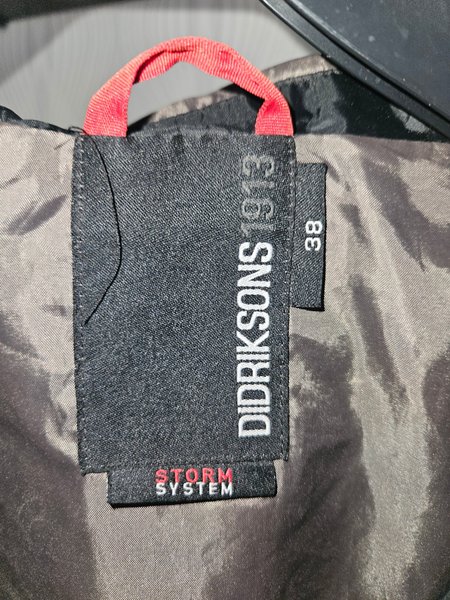 DIDRIKSONS 1913
38
STORM
SYSTEM